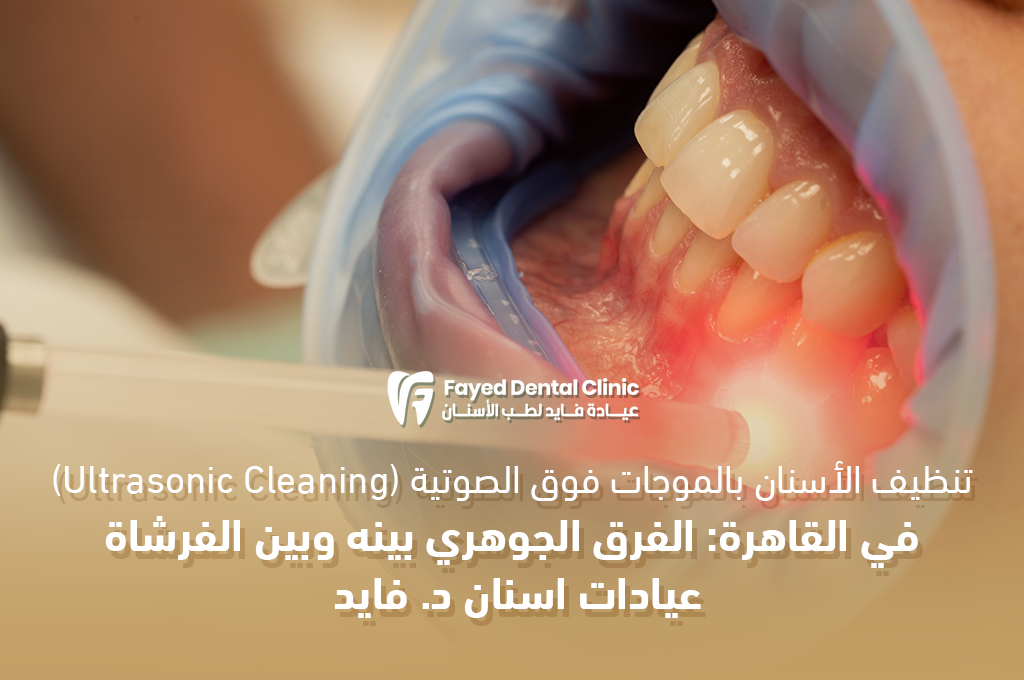 Fayed Dental Clinic
عيادة فايد لطب الأسنان
تنظيف الأسنان بالموجات فوق الصوتية (Ultrasonic Cleaning)
في القاهرة: الفرق الجوهري بينه وبين الفرشاة
عيادات اسنان د. فايد